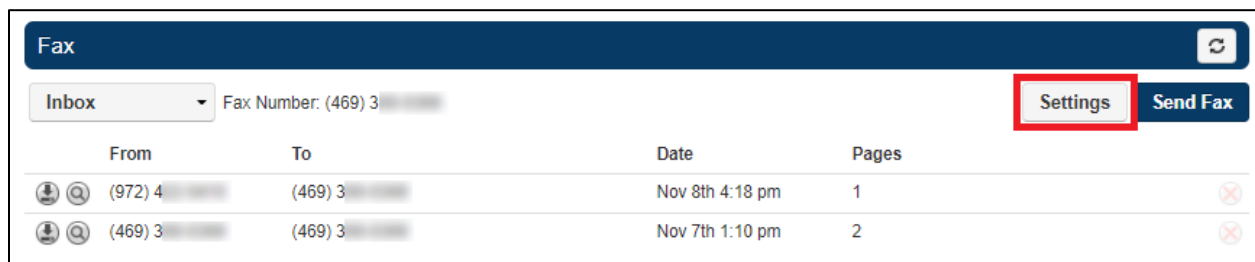 Fax
Inbox Fax Number: (469) 3 Settings Send Fax
From To Date Pages
(972) 4 (469) 3 Nov 8th 4:18 pm 1
(469) 3 (469) 3 Nov 7th 1:10 pm 2